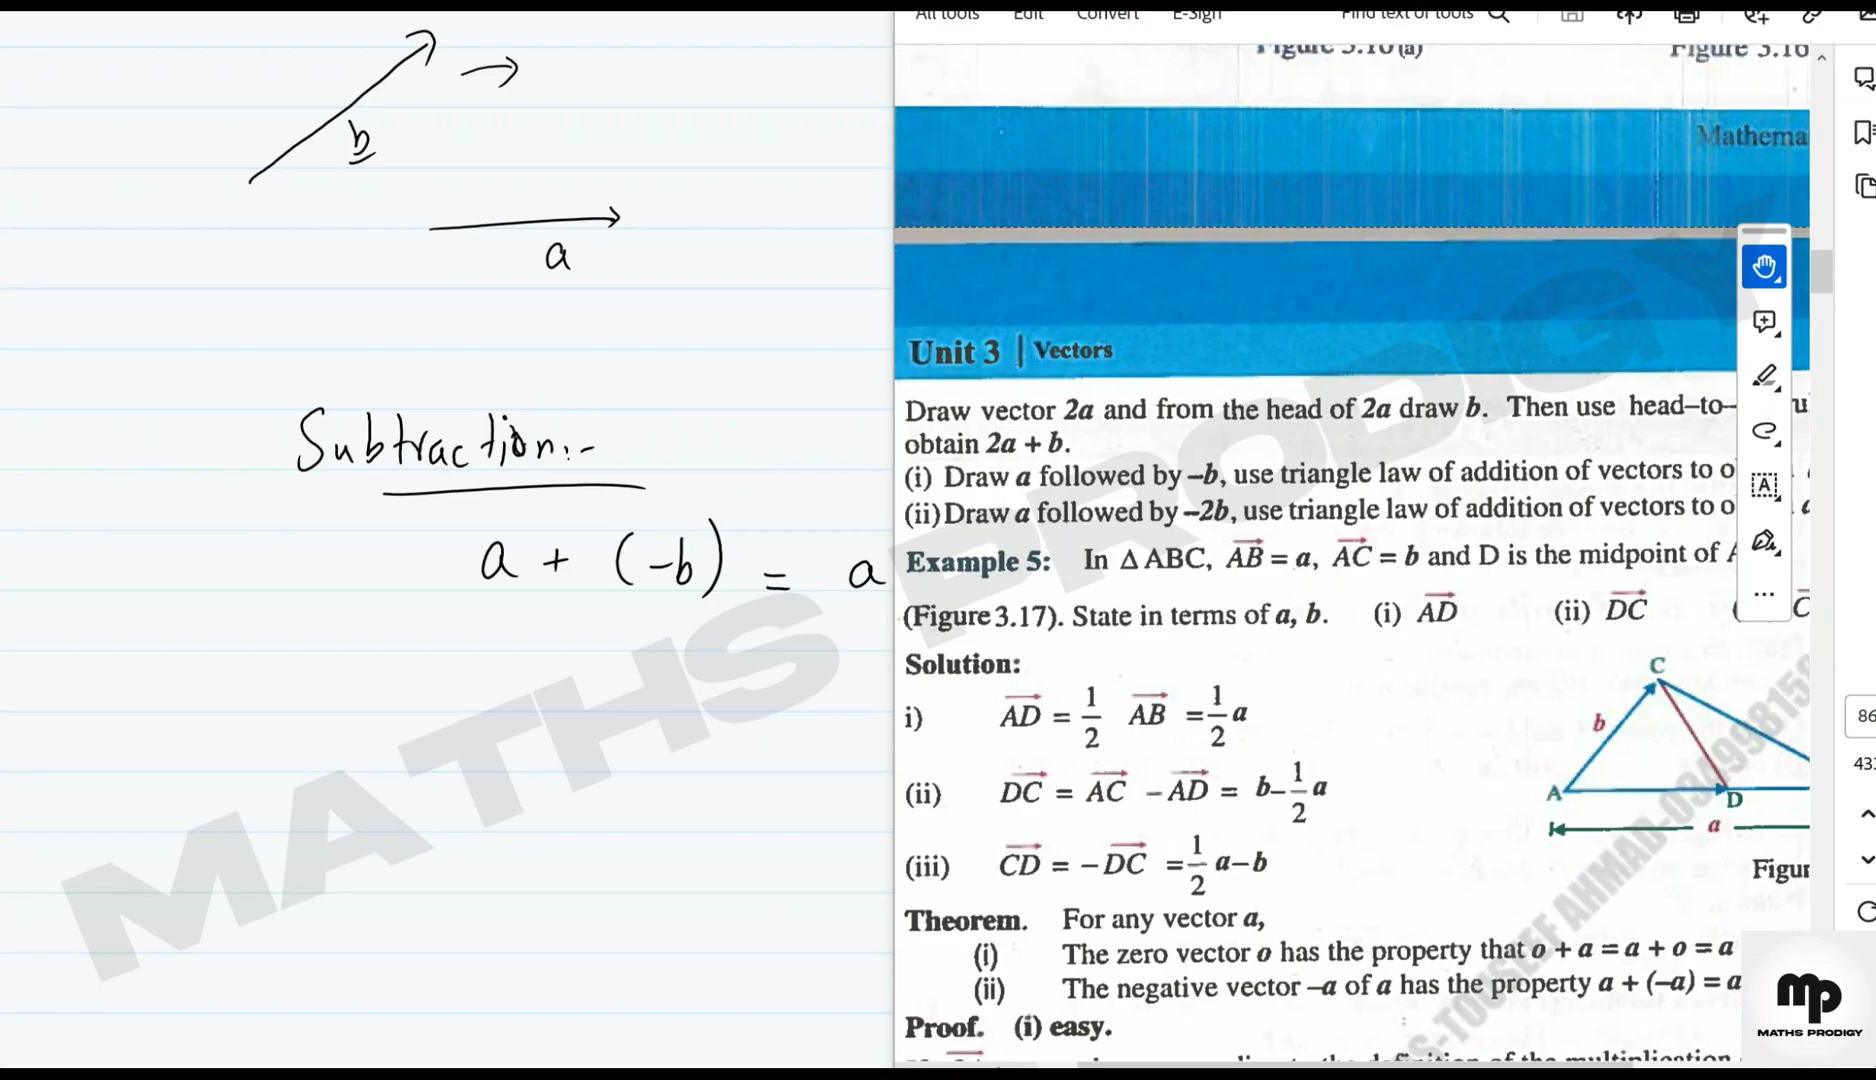 b
a
Subtraction:-
a + (-b) = a
All tools Edit Convert E-Sign Find text or tools
Figure 3.16 (a) Figure 3.16
Mathema
Unit 3 | Vectors
Draw vector 2a and from the head of 2a draw b. Then use head–to–
obtain 2a + b.
(i) Draw a followed by –b, use triangle law of addition of vectors to o
(ii) Draw a followed by –2b, use triangle law of addition of vectors to o
Example 5: In Δ ABC, AB = a, AC = b and D is the midpoint of
(Figure 3.17). State in terms of a, b. (i) AD (ii) DC
Solution:
i) AD = 1/2 AB = 1/2 a
(ii) DC = AC – AD = b – 1/2 a
(iii) CD = – DC = 1/2 a – b
C
b
A
D
a
Figur
Theorem. For any vector a,
(i) The zero vector o has the property that o + a = a + o = a
(ii) The negative vector –a of a has the property a + (–a) = a
Proof. (i) easy.
86
433
MATHS PRODIGY
S-TOUSEEF AHMAD-03499815
mp
MATHS PRODIGY